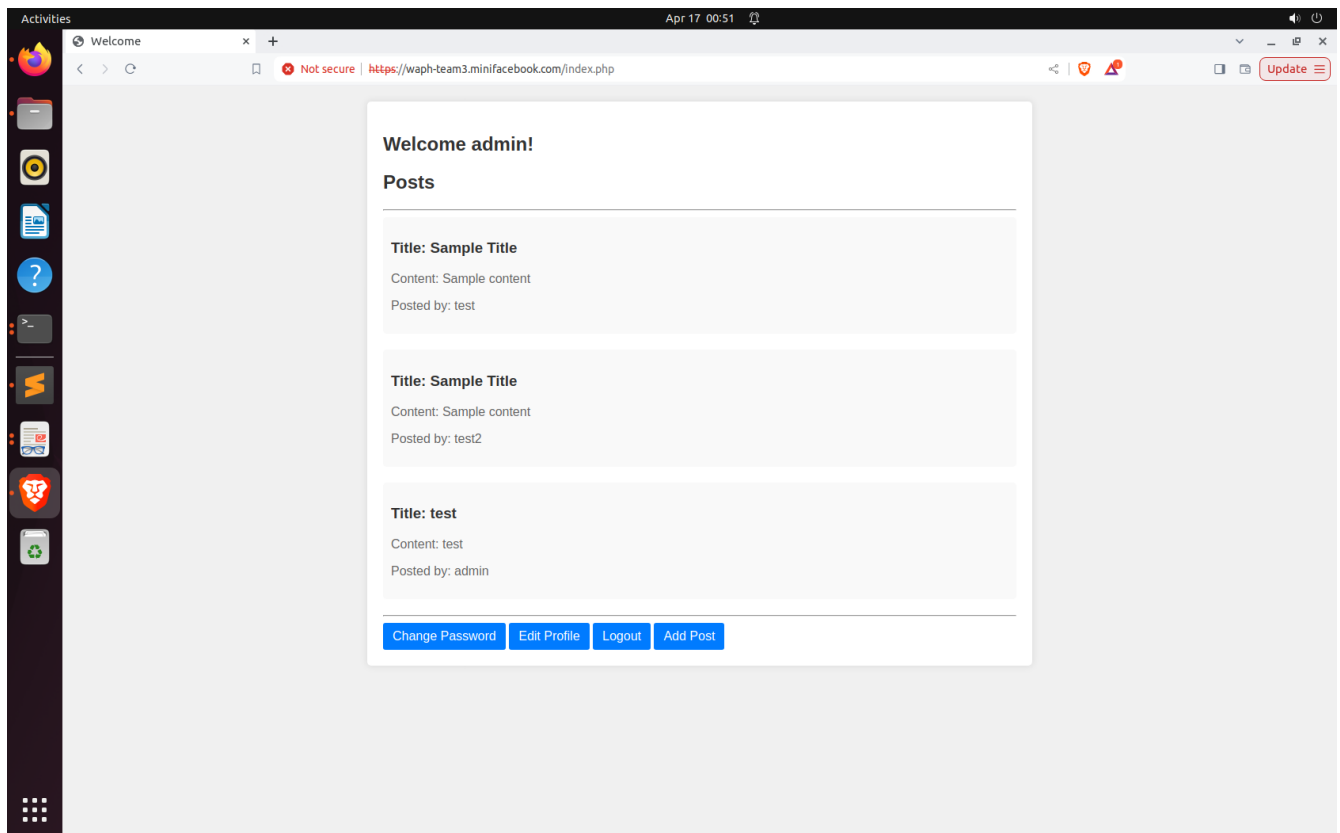 Activities
Apr 17 00:51
Welcome
Not secure
https://waph-team3.minifacebook.com/index.php
Update
Welcome admin!
Posts
Title: Sample Title
Content: Sample content
Posted by: test
Title: Sample Title
Content: Sample content
Posted by: test2
Title: test
Content: test
Posted by: admin
Change Password Edit Profile Logout Add Post